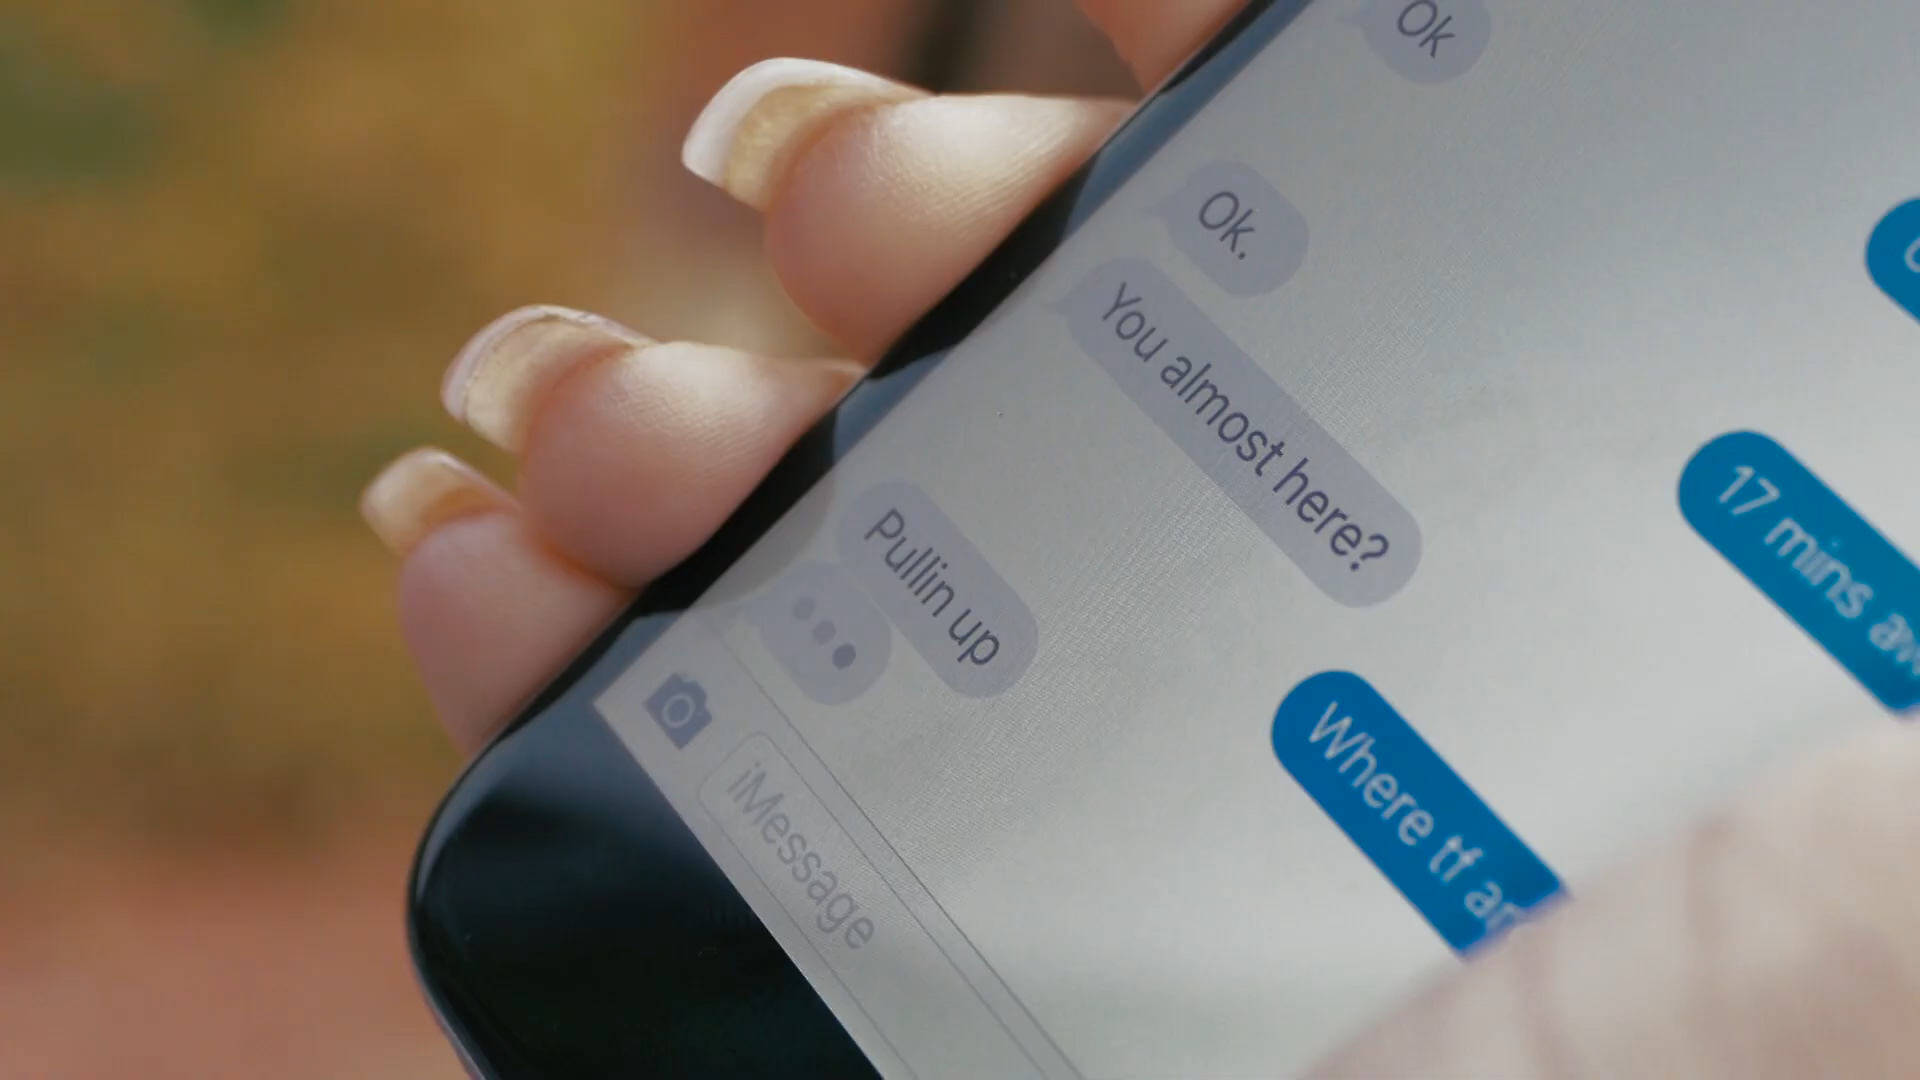 Ok
Ok.
17 mins
You almost here?
Where tf
Pullin up
iMessage